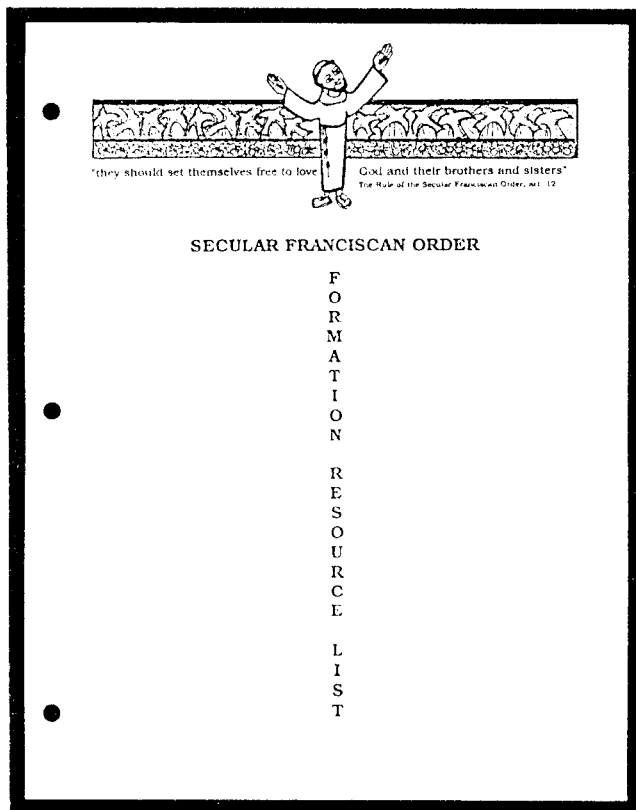 "they should set themselves free to love God and their brothers and sisters"
The Rule of the Secular Franciscan Order, art. 12
SECULAR FRANCISCAN ORDER
F
O
R
M
A
T
I
O
N
R
E
S
O
U
R
C
E
L
I
S
T